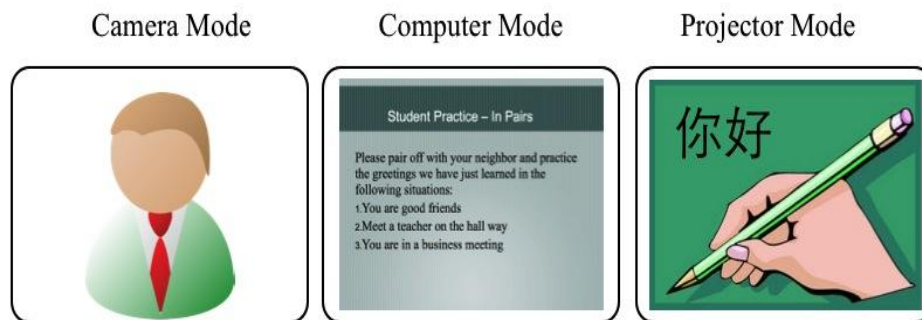 Camera Mode
Computer Mode
Projector Mode
Student Practice – In Pairs
Please pair off with your neighbor and practice
the greetings we have just learned in the
following situations:
1.You are good friends
2.Meet a teacher on the hall way
3.You are in a business meeting
你好